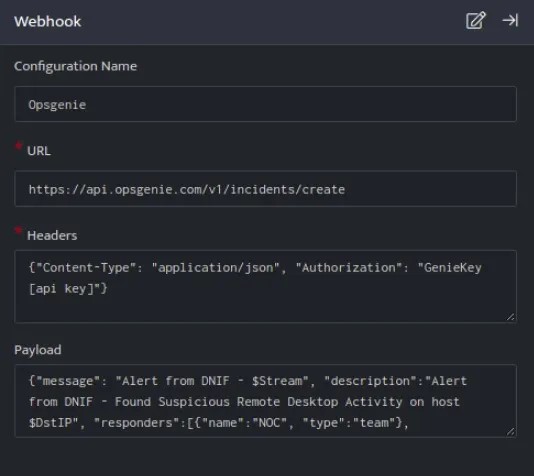 Webhook
Configuration Name
Opsgenie
* URL
https://api.opsgenie.com/v1/incidents/create
* Headers
{"Content-Type": "application/json", "Authorization": "GenieKey
[api key]"}
Payload
{"message": "Alert from DNIF - $Stream", "description":"Alert
from DNIF - Found Suspicious Remote Desktop Activity on host
$DstIP", "responders":[{"name":"NOC", "type":"team"},